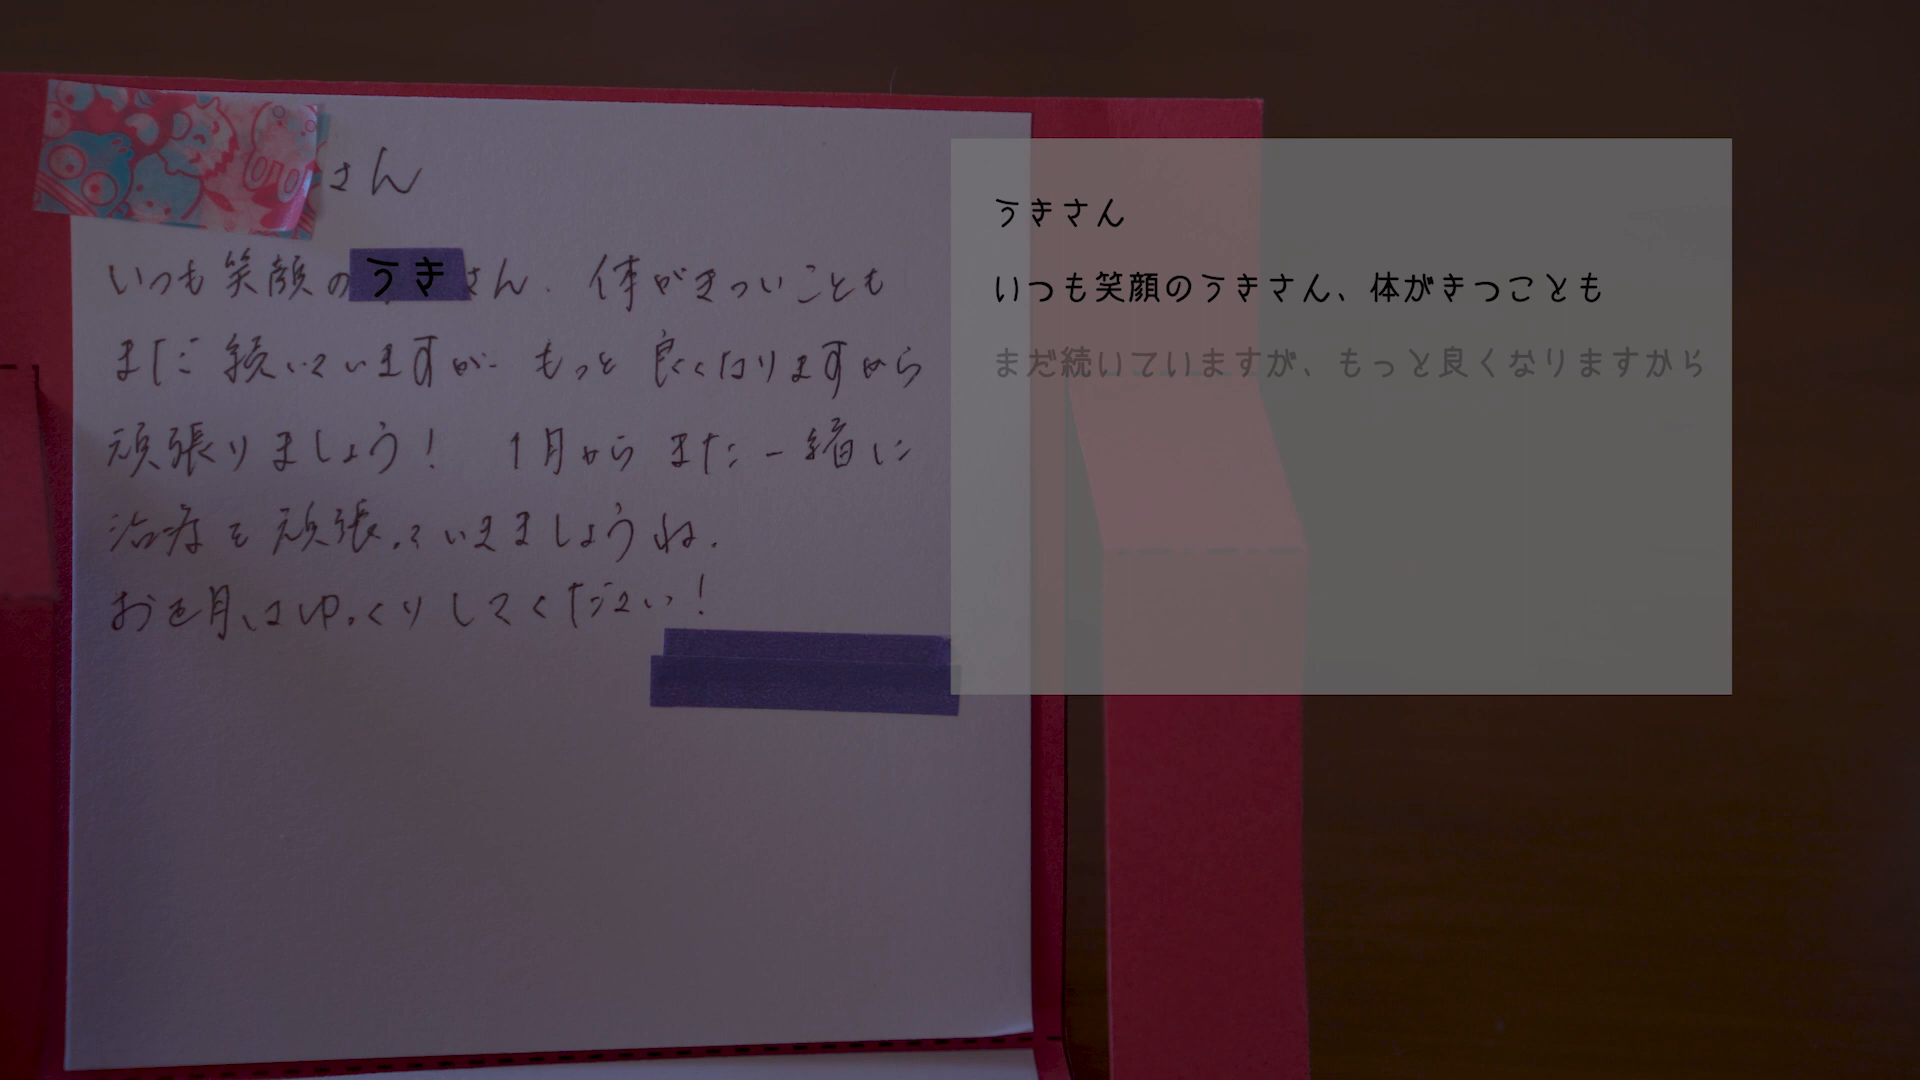 さん
いつも笑顔のうきさん.体がきついことも
まだ続いていますが、もっと良くなりますから
頑張りましょう! 1月からまた一緒に
治療を頑張っていきましょうね.
お正月はゆっくりしてください!
うきさん
いつも笑顔のうきさん、体がきつことも
まだ続いていますが、もっと良くなりますから